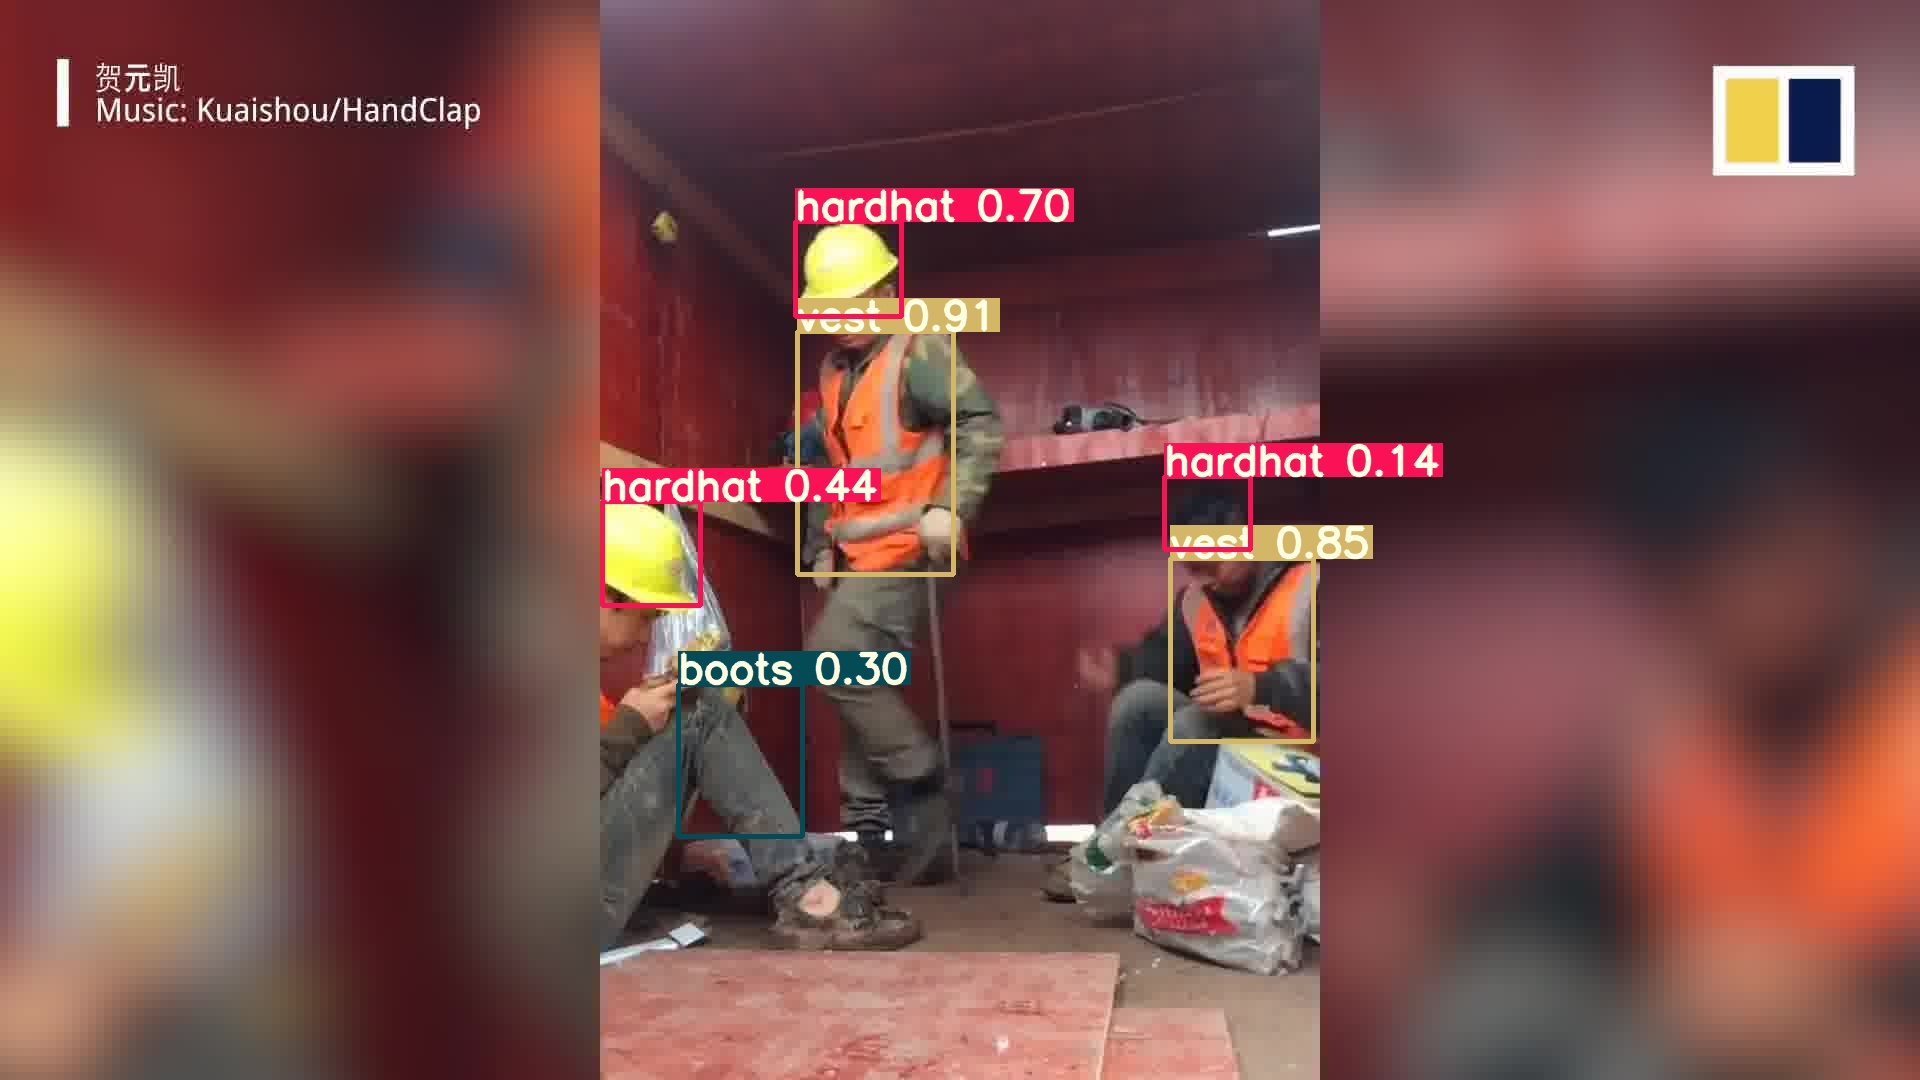 贺元凯
Music: Kuaishou/HandClap
hardhat 0.70
vest 0.91
hardhat 0.44
hardhat 0.14
vest 0.85
boots 0.30